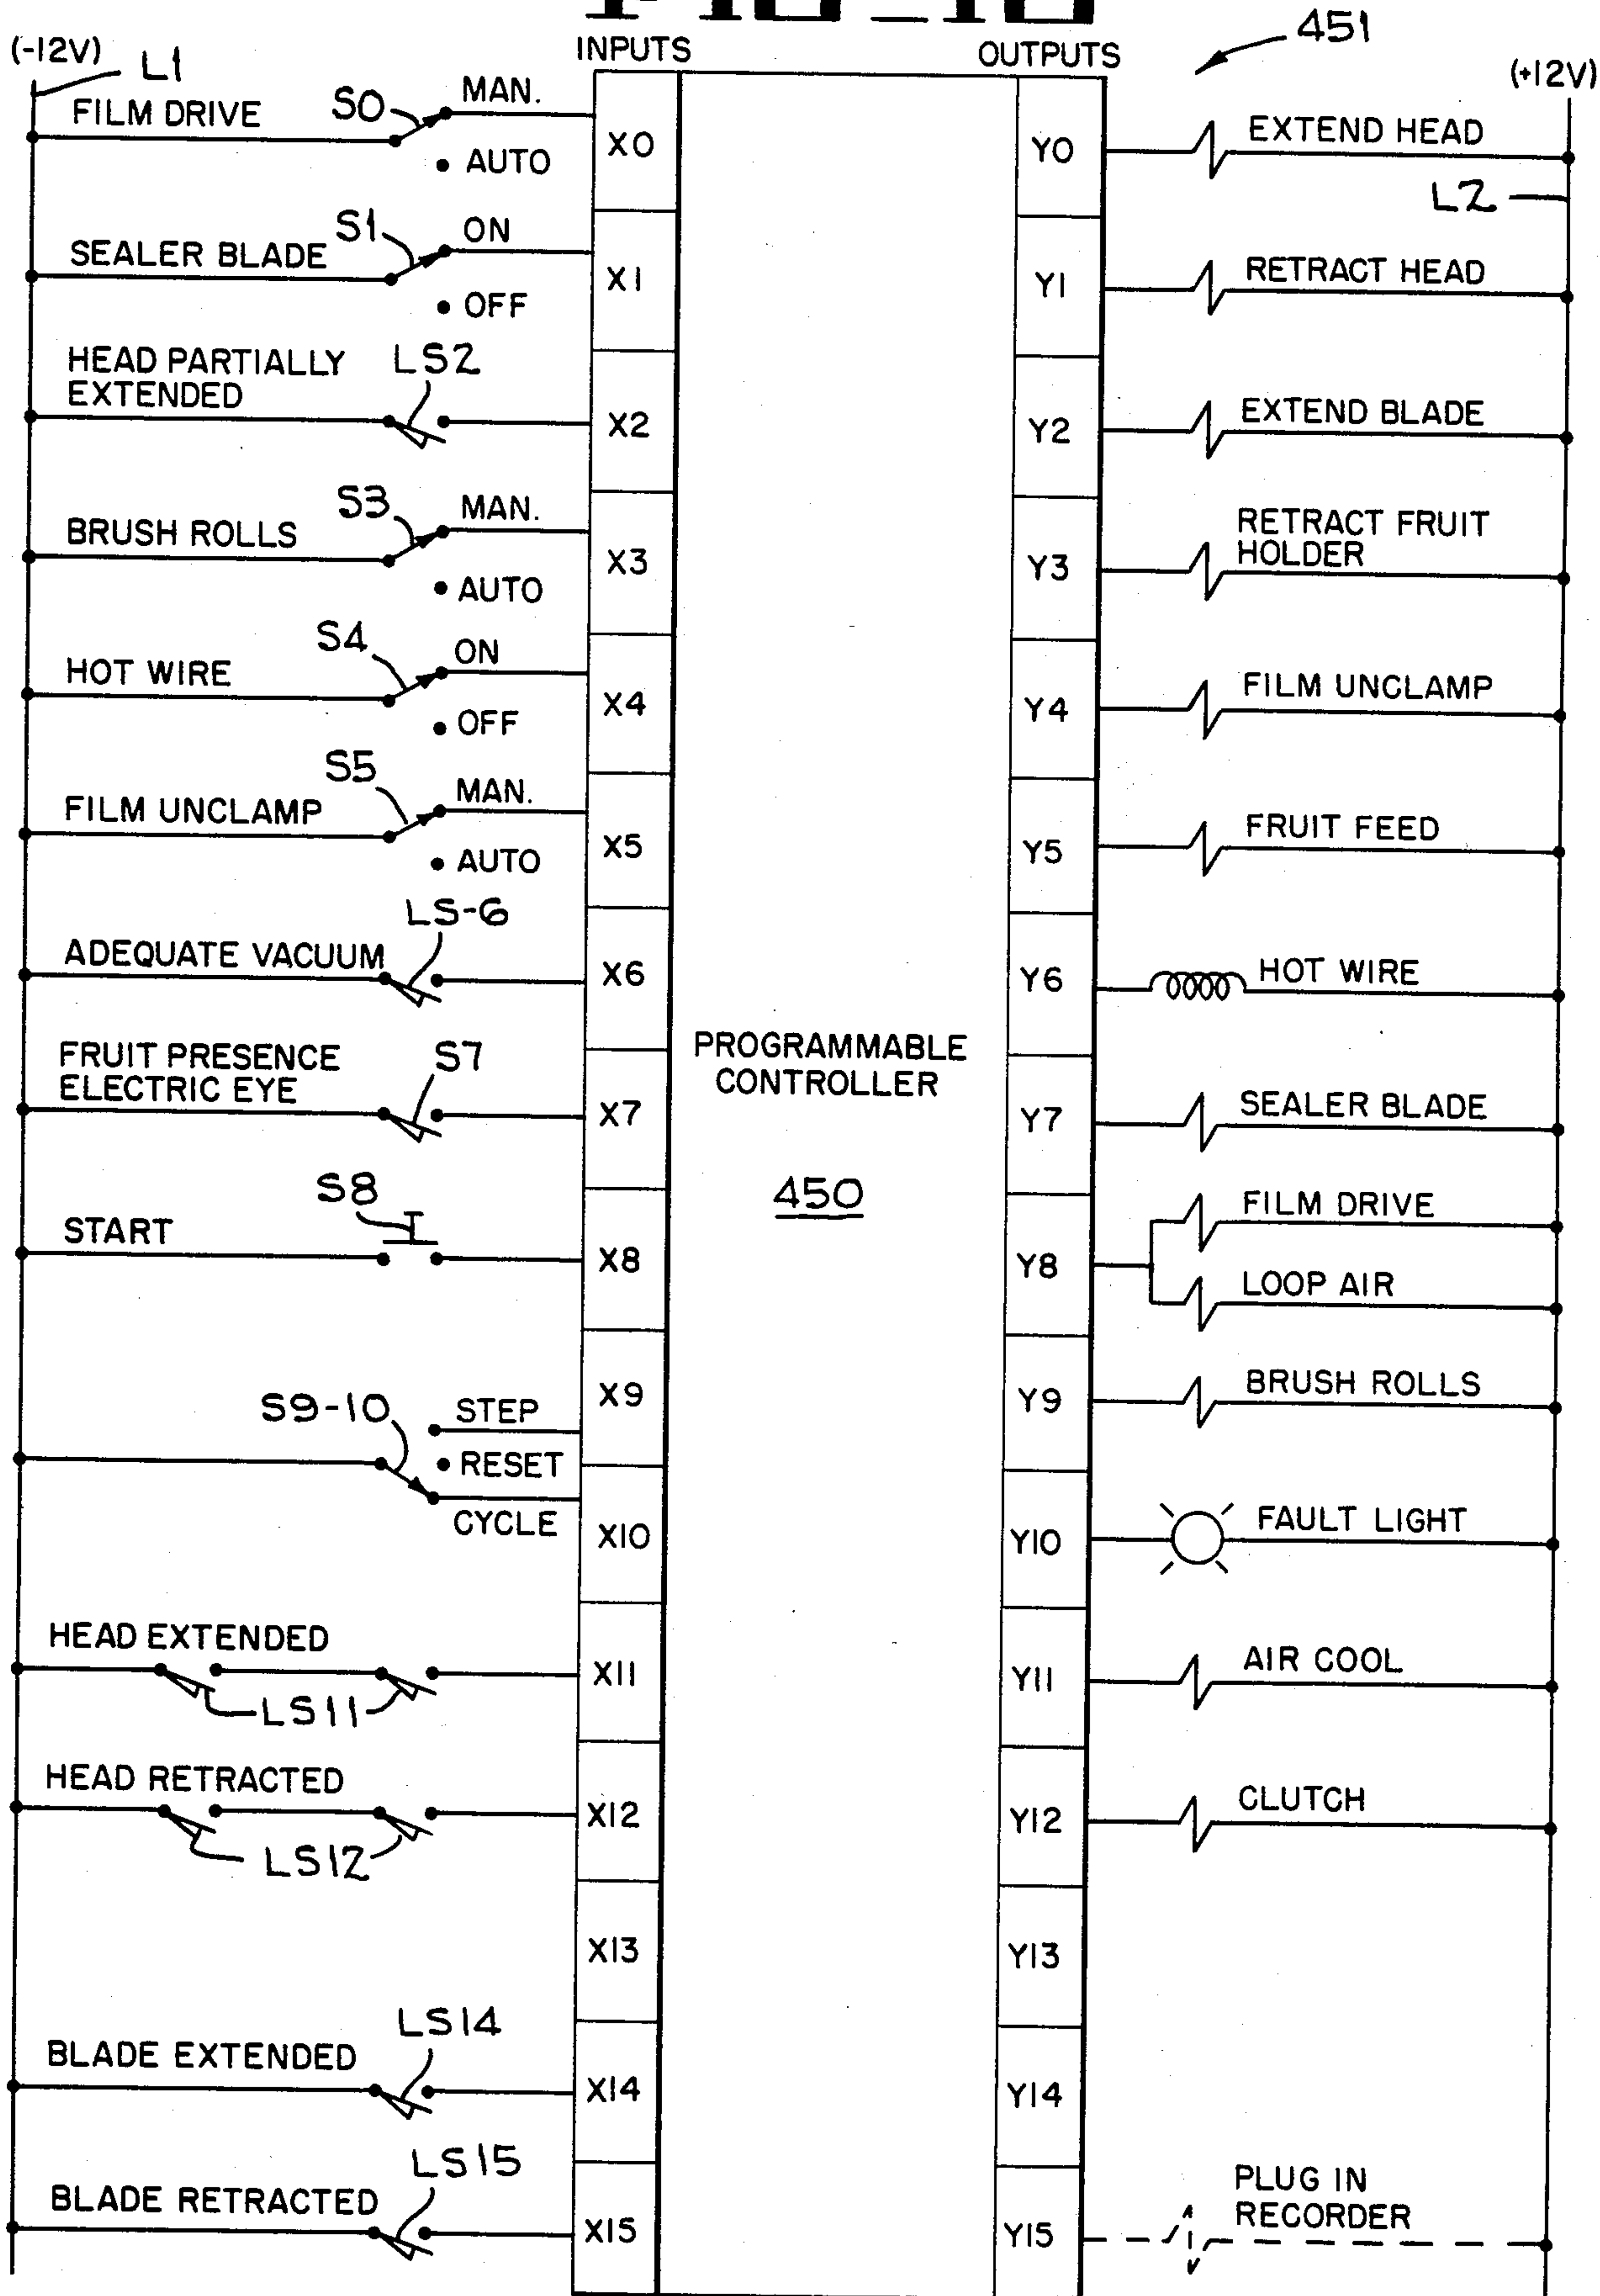 INPUTS
OUTPUTS
451
(-12V)
L1
(+12V)
L2
FILM DRIVE
S0
MAN.
AUTO
X0
SEALER BLADE
S1
ON
OFF
X1
HEAD PARTIALLY
EXTENDED
LS2
X2
BRUSH ROLLS
S3
MAN.
AUTO
X3
HOT WIRE
S4
ON
OFF
X4
FILM UNCLAMP
S5
MAN.
AUTO
X5
ADEQUATE VACUUM
LS-6
X6
FRUIT PRESENCE
ELECTRIC EYE
S7
X7
START
S8
X8
S9-10
STEP
RESET
CYCLE
X9
X10
HEAD EXTENDED
LS11
X11
HEAD RETRACTED
LS12
X12
X13
BLADE EXTENDED
LS14
X14
BLADE RETRACTED
LS15
X15
PROGRAMMABLE
CONTROLLER
450
Y0
EXTEND HEAD
Y1
RETRACT HEAD
Y2
EXTEND BLADE
Y3
RETRACT FRUIT
HOLDER
Y4
FILM UNCLAMP
Y5
FRUIT FEED
Y6
HOT WIRE
Y7
SEALER BLADE
Y8
FILM DRIVE
LOOP AIR
Y9
BRUSH ROLLS
Y10
FAULT LIGHT
Y11
AIR COOL
Y12
CLUTCH
Y13
Y14
Y15
PLUG IN
RECORDER